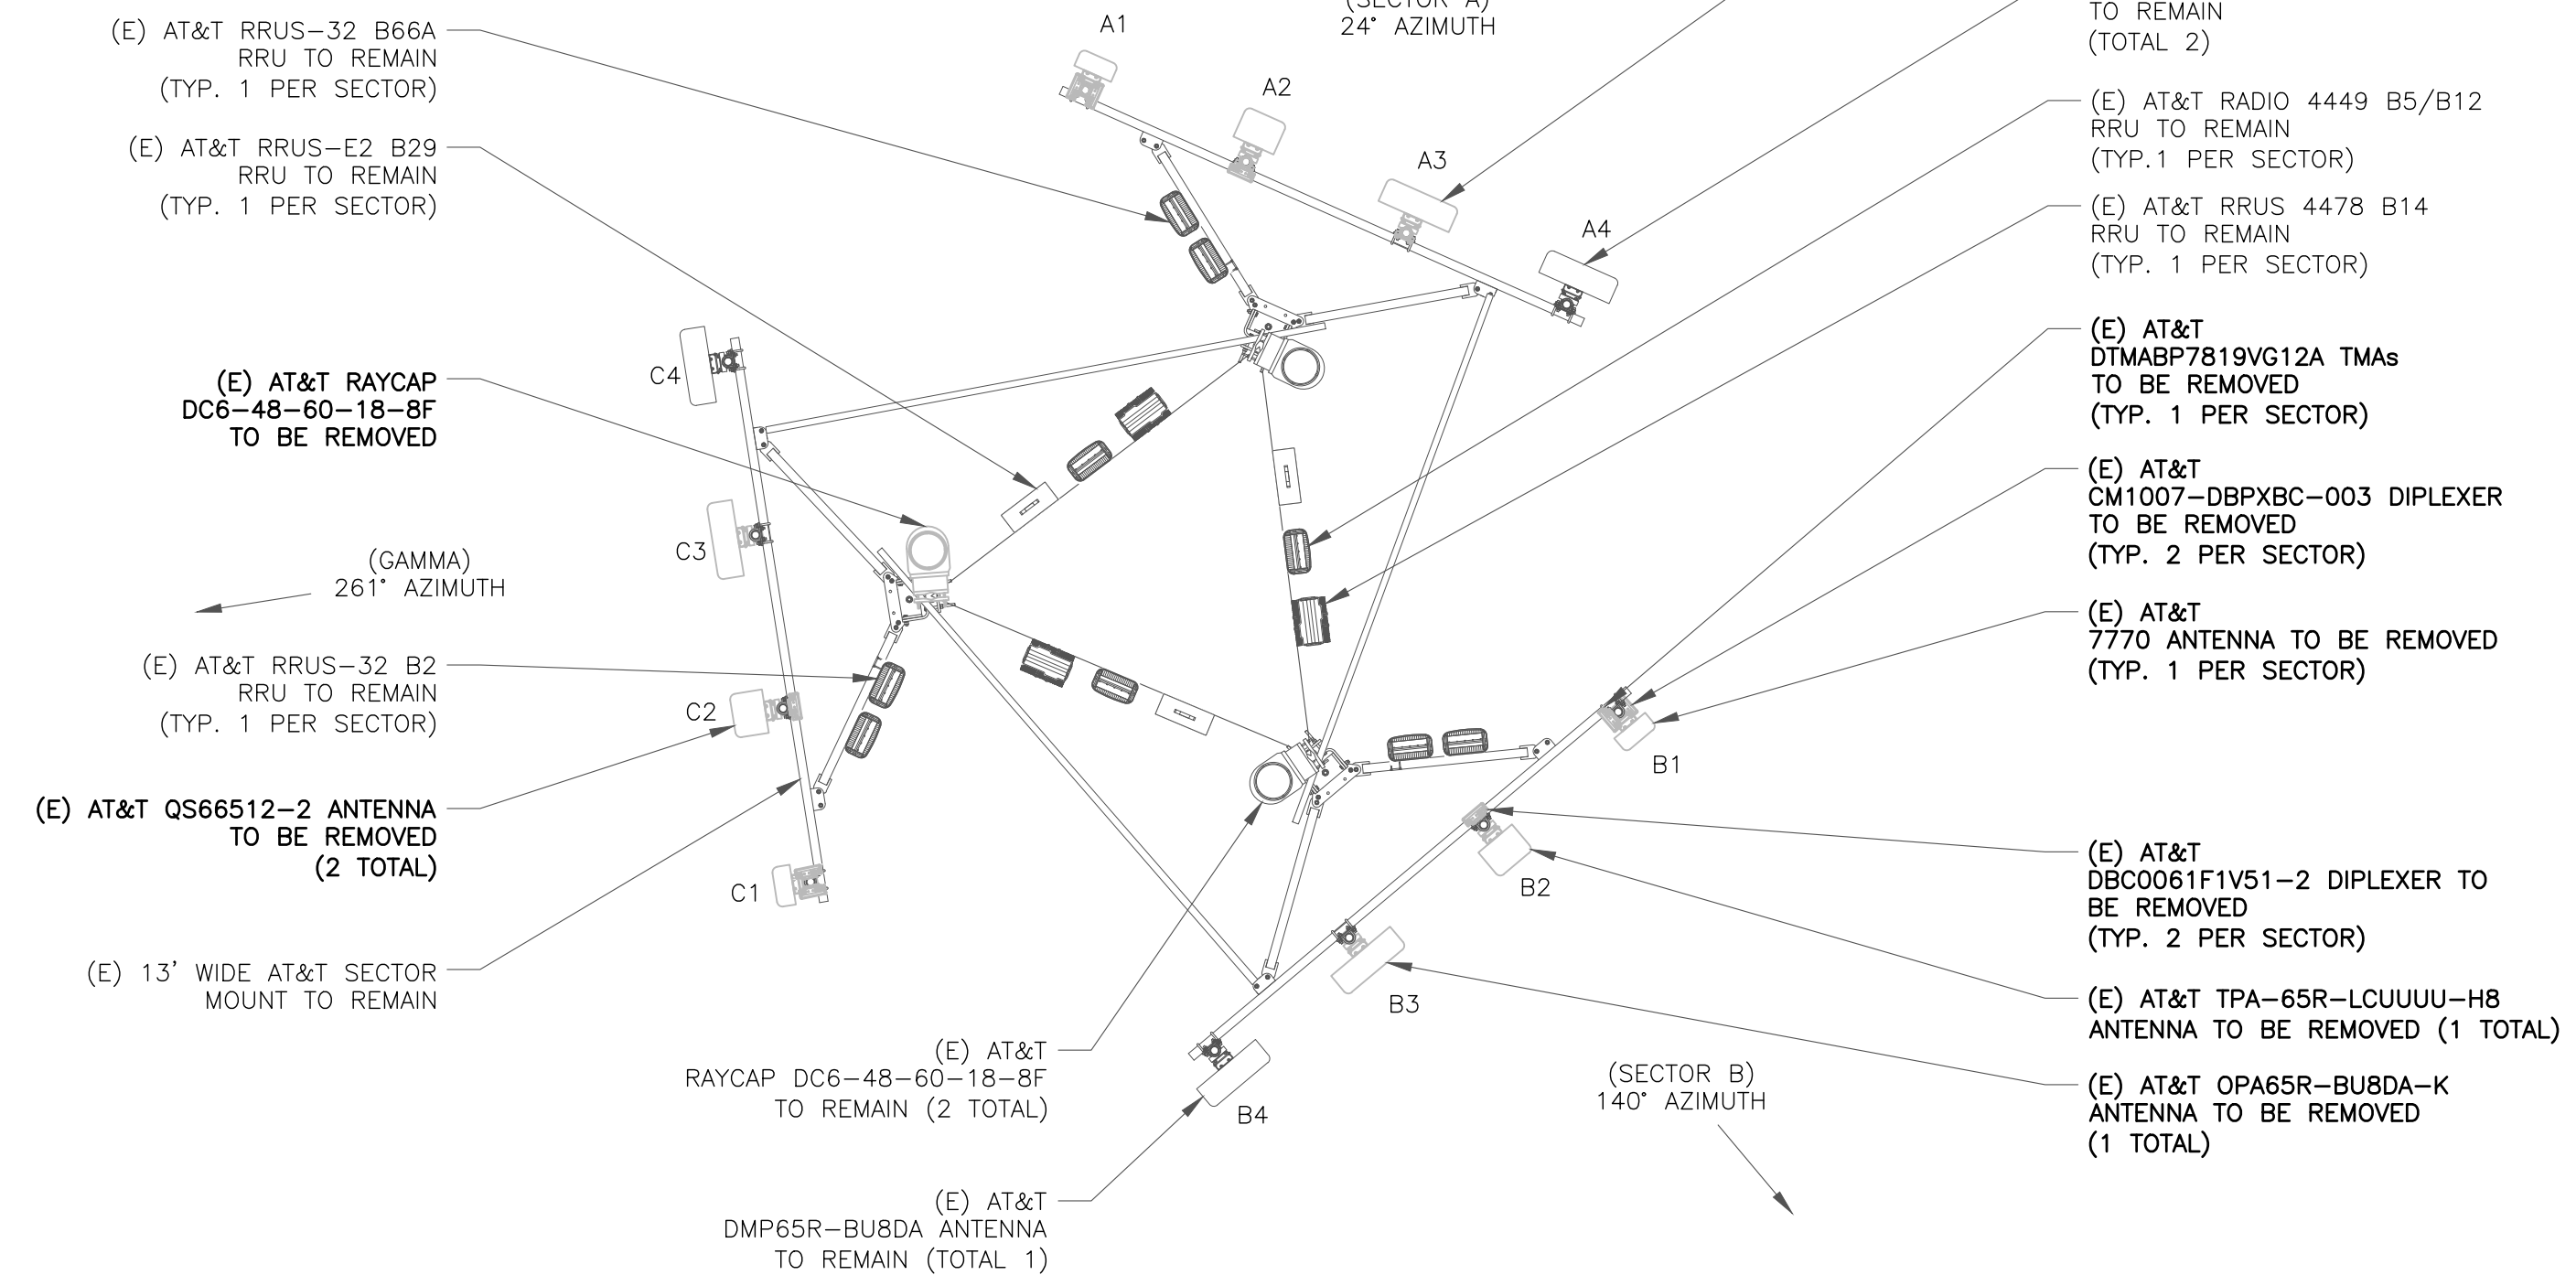 (E) AT&T RRUS-32 B66A
RRU TO REMAIN
(TYP. 1 PER SECTOR)
(E) AT&T RRUS-E2 B29
RRU TO REMAIN
(TYP. 1 PER SECTOR)
(E) AT&T RAYCAP
DC6-48-60-18-8F
TO BE REMOVED
(GAMMA)
261° AZIMUTH
(E) AT&T RRUS-32 B2
RRU TO REMAIN
(TYP. 1 PER SECTOR)
(E) AT&T QS66512-2 ANTENNA
TO BE REMOVED
(2 TOTAL)
(E) 13' WIDE AT&T SECTOR
MOUNT TO REMAIN
C4
C3
C2
C1
A1
A2
A3
A4
(SECTOR A)
24° AZIMUTH
B1
B2
B3
B4
(E) AT&T
RAYCAP DC6-48-60-18-8F
TO REMAIN (2 TOTAL)
(E) AT&T
DMP65R-BU8DA ANTENNA
TO REMAIN (TOTAL 1)
(SECTOR B)
140° AZIMUTH
TO REMAIN
(TOTAL 2)
(E) AT&T RADIO 4449 B5/B12
RRU TO REMAIN
(TYP.1 PER SECTOR)
(E) AT&T RRUS 4478 B14
RRU TO REMAIN
(TYP. 1 PER SECTOR)
(E) AT&T
DTMABP7819VG12A TMAs
TO BE REMOVED
(TYP. 1 PER SECTOR)
(E) AT&T
CM1007-DBPXBC-003 DIPLEXER
TO BE REMOVED
(TYP. 2 PER SECTOR)
(E) AT&T
7770 ANTENNA TO BE REMOVED
(TYP. 1 PER SECTOR)
(E) AT&T
DBC0061F1V51-2 DIPLEXER TO
BE REMOVED
(TYP. 2 PER SECTOR)
(E) AT&T TPA-65R-LCUUUU-H8
ANTENNA TO BE REMOVED (1 TOTAL)
(E) AT&T OPA65R-BU8DA-K
ANTENNA TO BE REMOVED
(1 TOTAL)